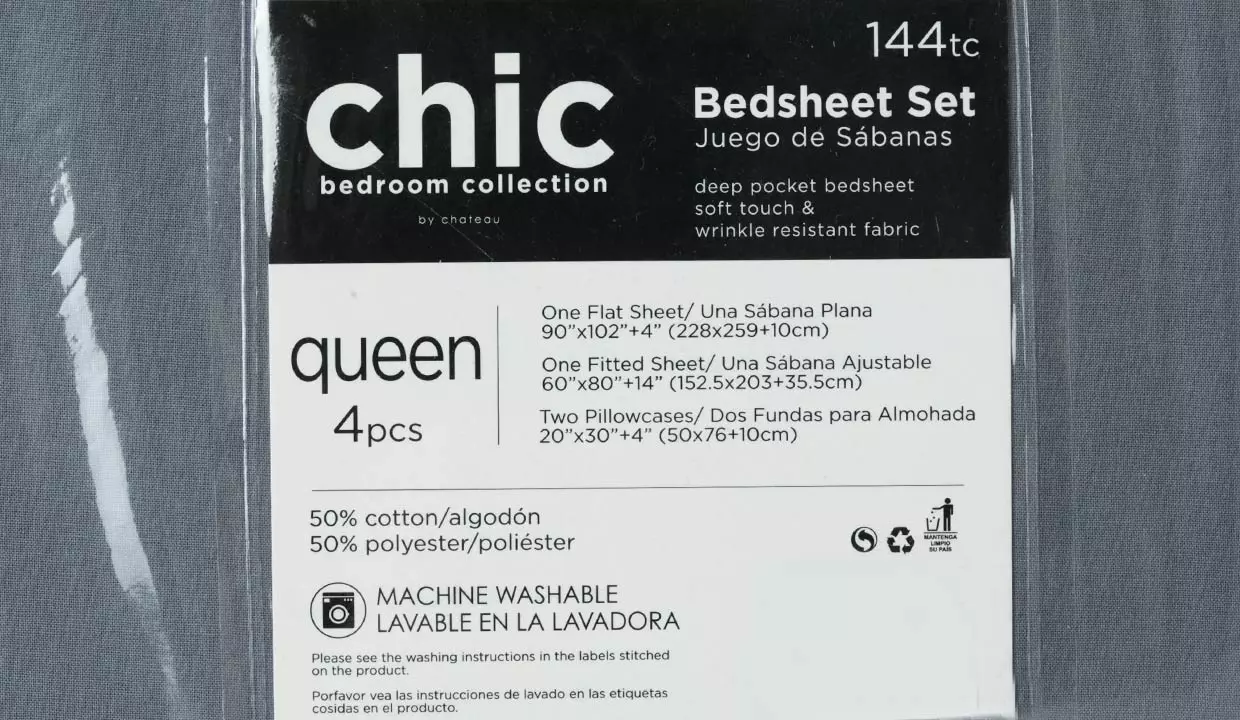 144tc
chic
bedroom collection
by chateau
Bedsheet Set
Juego de Sábanas
deep pocket bedsheet
soft touch &
wrinkle resistant fabric
queen
4pcs
One Flat Sheet/ Una Sábana Plana
90”x102”+4” (228x259+10cm)
One Fitted Sheet/ Una Sábana Ajustable
60”x80”+14” (152.5x203+35.5cm)
Two Pillowcases/ Dos Fundas para Almohada
20”x30”+4” (50x76+10cm)
50% cotton/algodón
50% polyester/poliéster
MANTENGA
LIMPIO
SU PAÍS
MACHINE WASHABLE
LAVABLE EN LA LAVADORA
Please see the washing instructions in the labels stitched
on the product.
Porfavor vea las instrucciones de lavado en las etiquetas
cosidas en el producto.